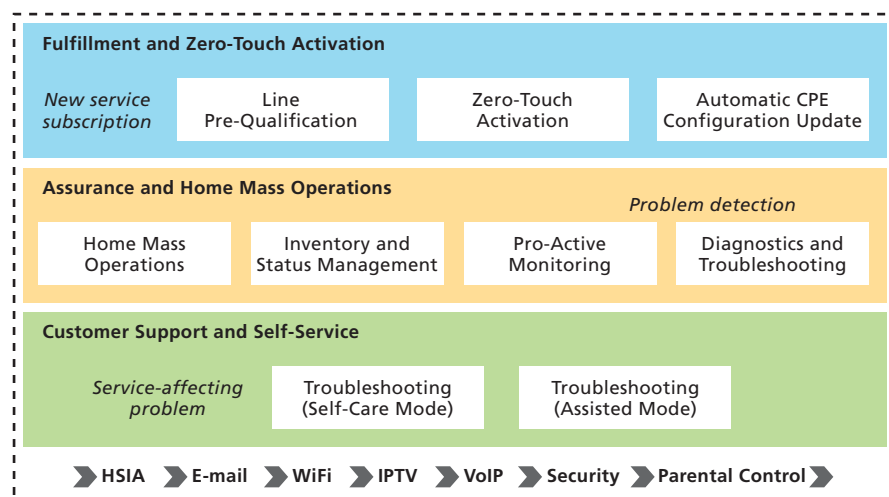 Fulfillment and Zero-Touch Activation
New service
subscription
Line
Pre-Qualification
Zero-Touch
Activation
Automatic CPE
Configuration Update
Assurance and Home Mass Operations
Problem detection
Home Mass
Operations
Inventory and
Status Management
Pro-Active
Monitoring
Diagnostics and
Troubleshooting
Customer Support and Self-Service
Service-affecting
problem
Troubleshooting
(Self-Care Mode)
Troubleshooting
(Assisted Mode)
HSIA E-mail WiFi IPTV VoIP Security Parental Control